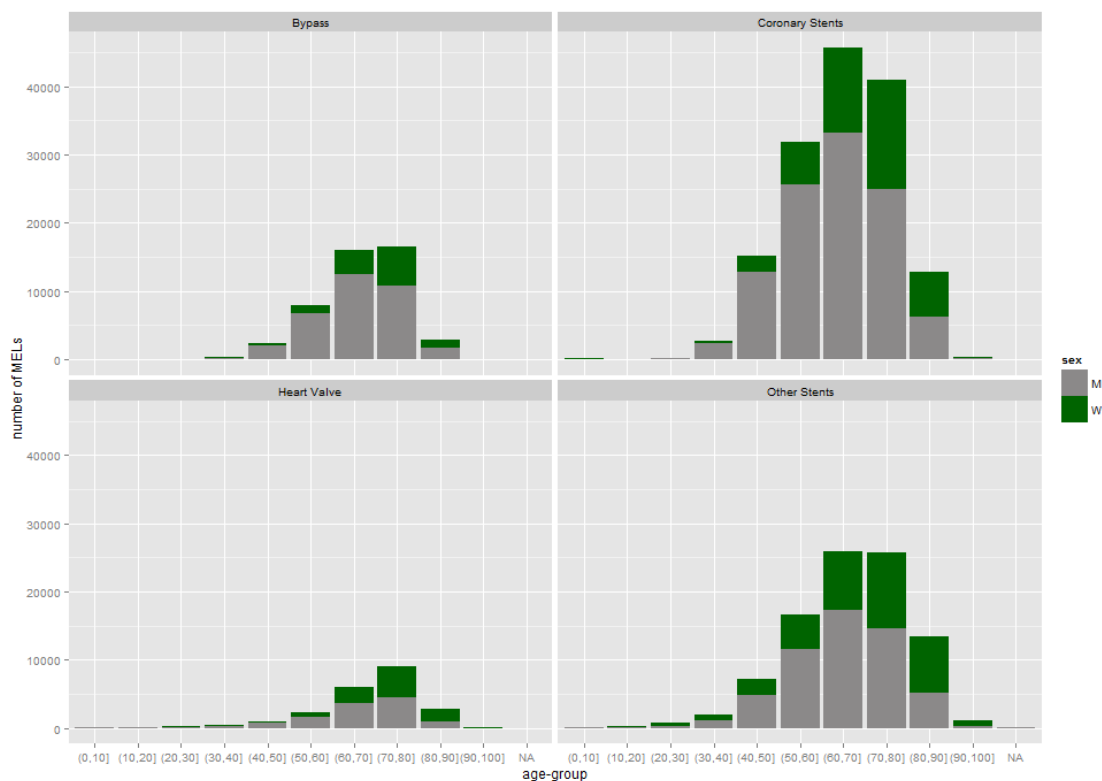 Bypass
Coronary Stents
40000
30000
20000
10000
0
number of MELs
sex
M
W
Heart Valve
Other Stents
40000
30000
20000
10000
0
(0,10] (10,20] (20,30] (30,40] (40,50] (50,60] (60,70] (70,80] (80,90] (90,100] NA
(0,10] (10,20] (20,30] (30,40] (40,50] (50,60] (60,70] (70,80] (80,90] (90,100] NA
age-group